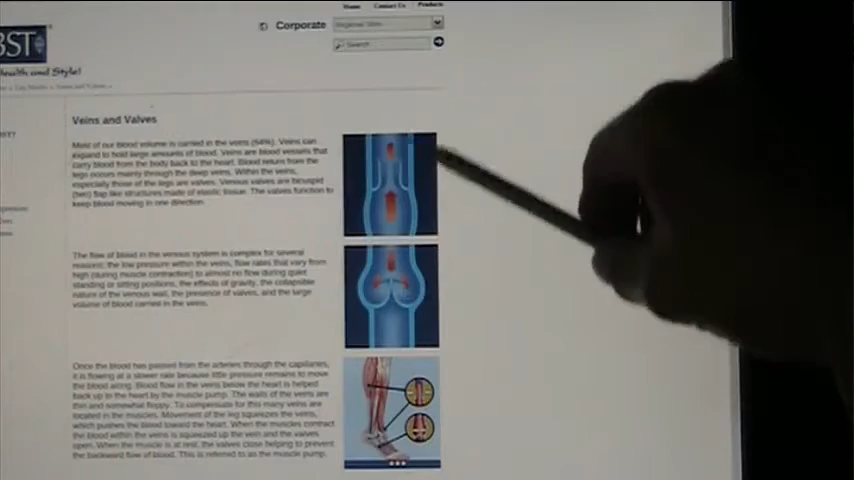 Home Contact Us Products
Corporate
Search
BST
Health and Style!
Veins and Valves
Most of our blood volume is carried in the veins (64%). Veins can
expand to hold large amounts of blood. Veins are blood vessels that
carry blood from the body back to the heart. Blood return from the
legs occurs mainly through the deep veins. Within the veins,
especially those of the legs are valves. Venous valves are bicuspid
(two) flap like structures made of elastic tissue. The valves function to
keep blood moving in one direction.
The flow of blood in the venous system is complex for several
reasons: the low pressure within the veins, flow rates that vary from
high (during muscle contraction) to almost no flow during quiet
standing or sitting positions, the effects of gravity, the collapsible
nature of the venous wall, the presence of valves, and the large
volume of blood carried in the veins.
Once the blood has passed from the arteries through the capillaries,
it is flowing at a slower rate because little pressure remains to move
the blood along. Blood flow in the veins below the heart is helped
back up to the heart by the muscle pump. The walls of the veins are
thin and somewhat floppy. To compensate for this many veins are
located in the muscles. Movement of the leg squeezes the veins,
which pushes the blood toward the heart. When the muscles contract
the blood within the veins is squeezed up the vein and the valves
open. When the muscle is at rest, the valves close helping to prevent
the backward flow of blood. This is referred to as the muscle pump.